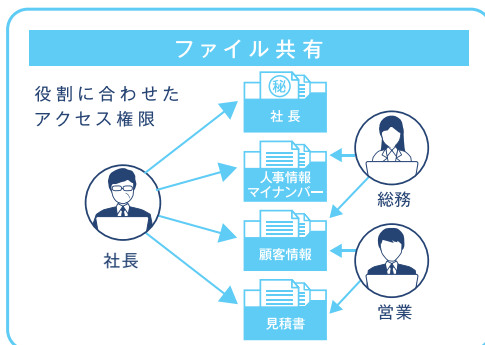 ファイル共有
役割に合わせた
アクセス権限
㊙
社長
人事情報
マイナンバー
総務
顧客情報
社長
見積書
営業